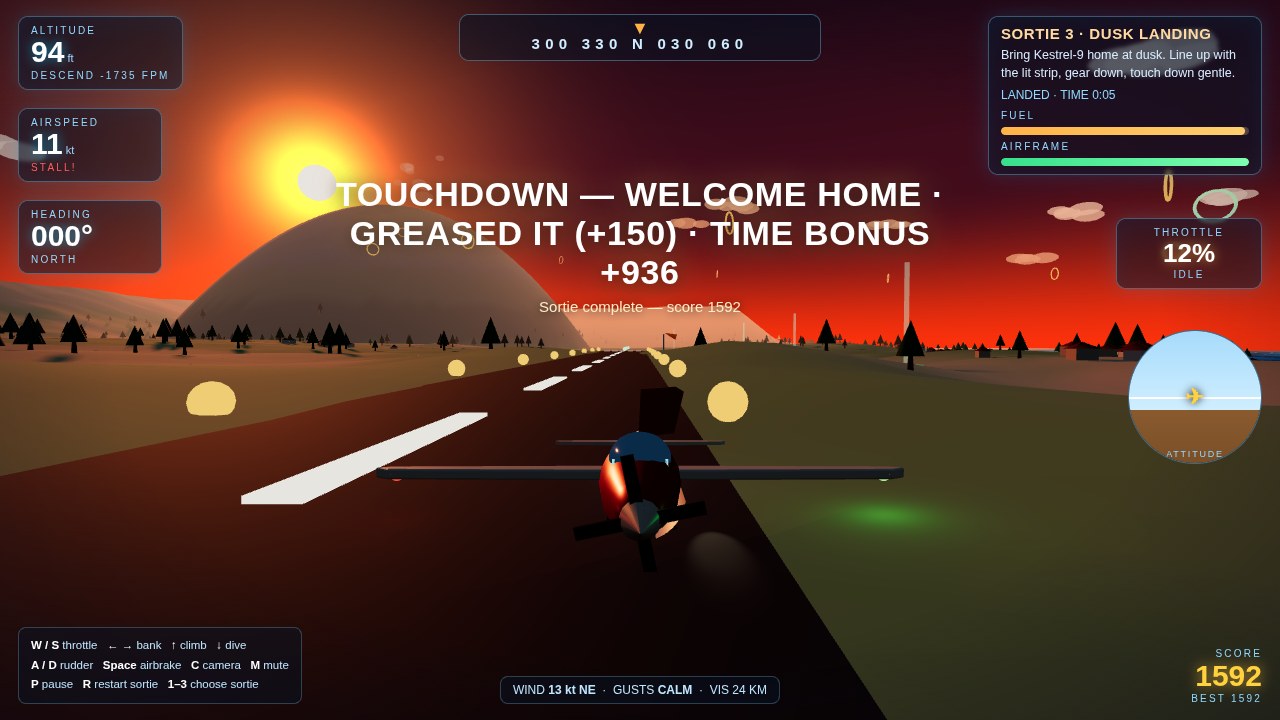 ALTITUDE
94 ft
DESCEND -1735 FPM
AIRSPEED
11 kt
STALL!
HEADING
000°
NORTH
▼
300 330 N 030 060
SORTIE 3 · DUSK LANDING
Bring Kestrel-9 home at dusk. Line up with
the lit strip, gear down, touch down gentle.
LANDED · TIME 0:05
FUEL
AIRFRAME
THROTTLE
12%
IDLE
TOUCHDOWN — WELCOME HOME ·
GREASED IT (+150) · TIME BONUS
+936
Sortie complete — score 1592
ATTITUDE
W / S throttle ← → bank ↑ climb ↓ dive
A / D rudder Space airbrake C camera M mute
P pause R restart sortie 1–3 choose sortie
WIND 13 kt NE · GUSTS CALM · VIS 24 KM
SCORE
1592
BEST 1592